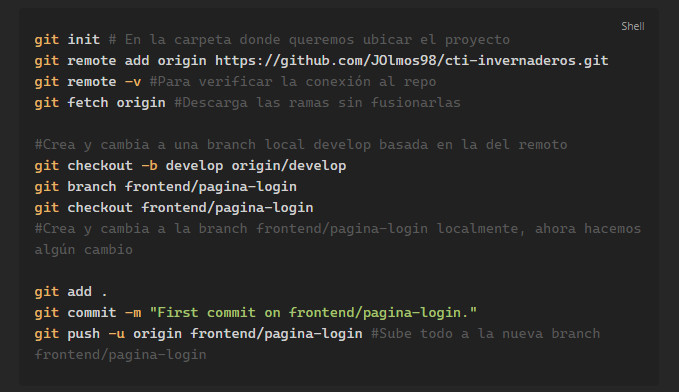 Shell
git init # En la carpeta donde queremos ubicar el proyecto
git remote add origin https://github.com/JOlmos98/cti-invernaderos.git
git remote -v #Para verificar la conexión al repo
git fetch origin #Descarga las ramas sin fusionarlas
#Crea y cambia a una branch local develop basada en la del remoto
git checkout -b develop origin/develop
git branch frontend/pagina-login
git checkout frontend/pagina-login
#Crea y cambia a la branch frontend/pagina-login localmente, ahora hacemos
algún cambio
git add .
git commit -m "First commit on frontend/pagina-login."
git push -u origin frontend/pagina-login #Sube todo a la nueva branch
frontend/pagina-login